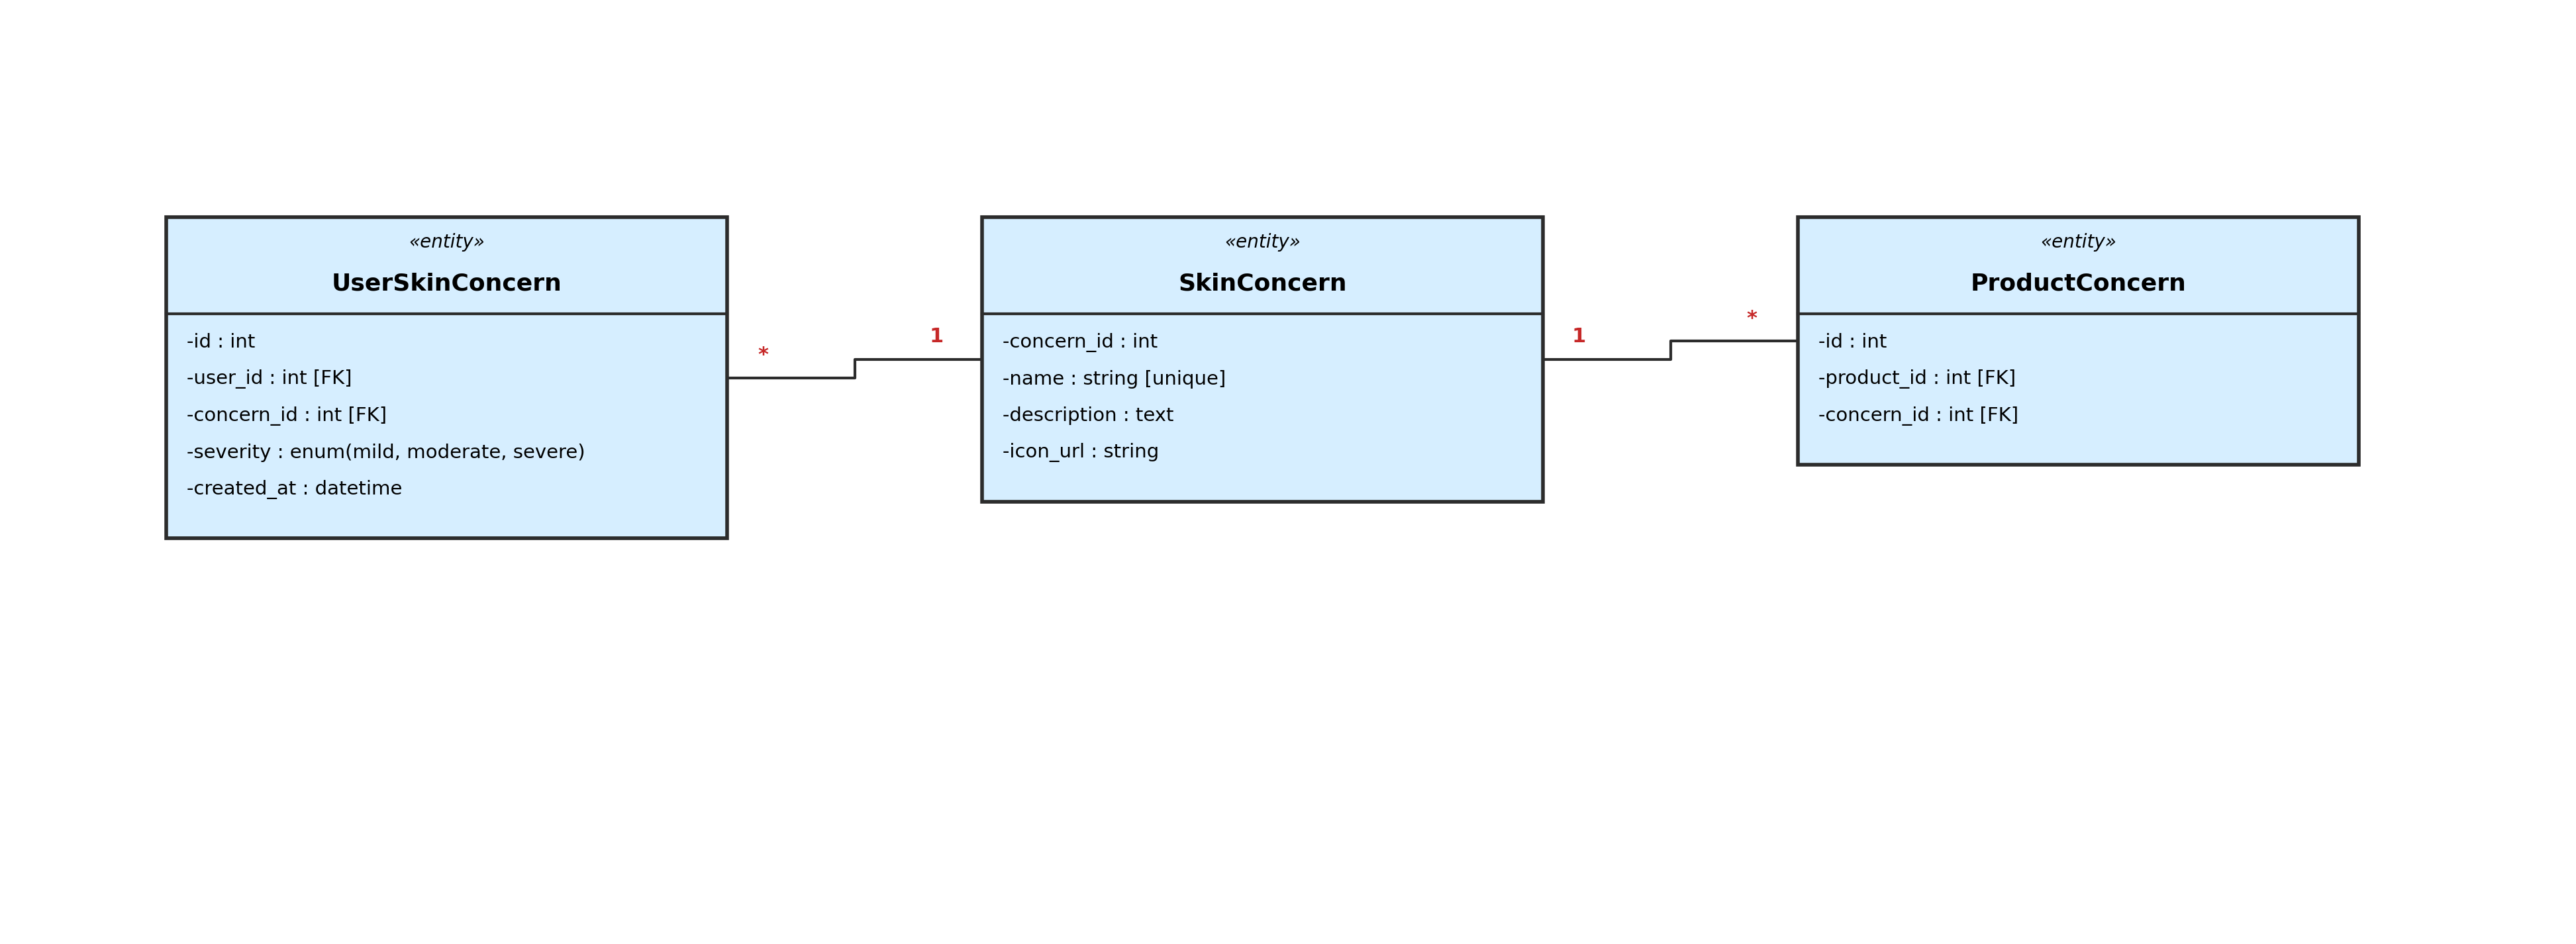 «entity»
UserSkinConcern
-id : int
-user_id : int [FK]
-concern_id : int [FK]
-severity : enum(mild, moderate, severe)
-created_at : datetime
*
1
«entity»
SkinConcern
-concern_id : int
-name : string [unique]
-description : text
-icon_url : string
1
*
«entity»
ProductConcern
-id : int
-product_id : int [FK]
-concern_id : int [FK]